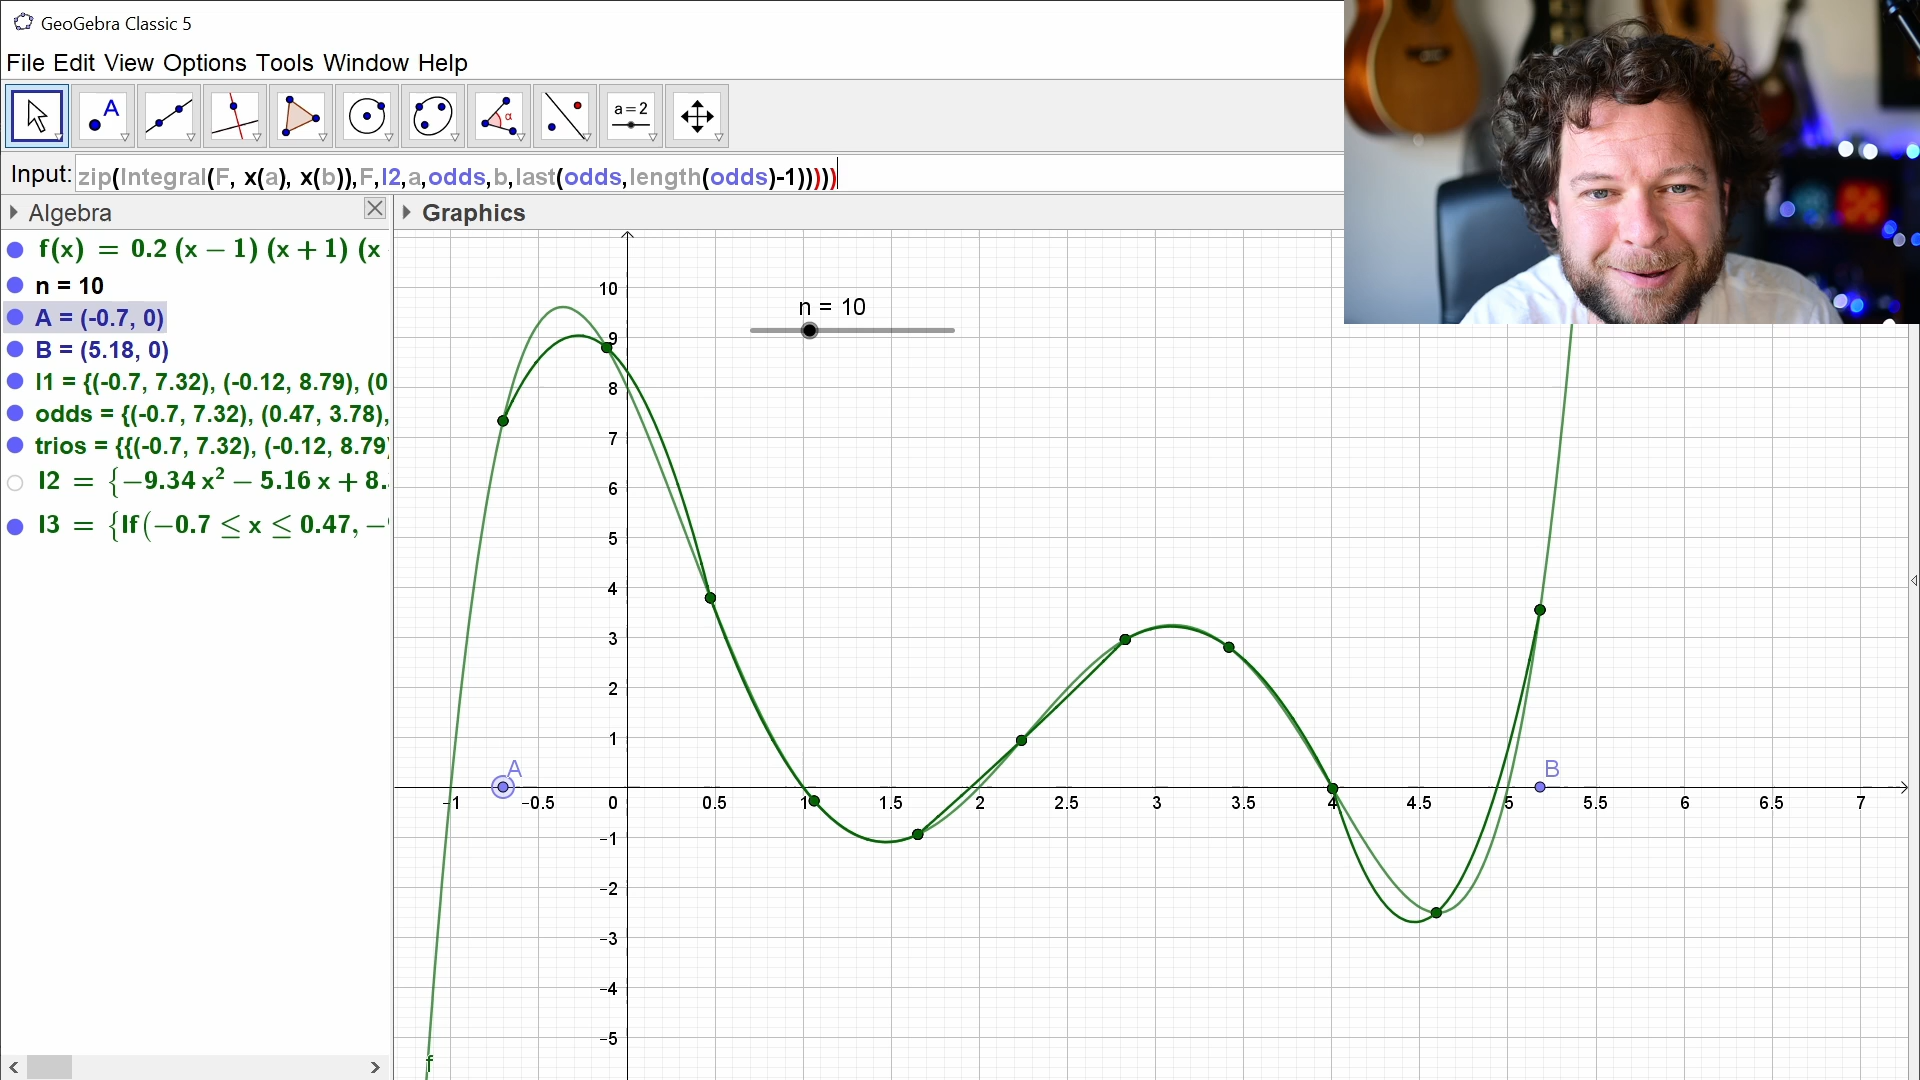 GeoGebra Classic 5
File Edit View Options Tools Window Help
A
α
a=2
Input: zip(Integral(F, x(a), x(b)),F,l2,a,odds,b,last(odds,length(odds)-1)))))
Algebra
Graphics
f(x) = 0.2 (x − 1) (x + 1) (x
n = 10
A = (-0.7, 0)
B = (5.18, 0)
l1 = {(-0.7, 7.32), (-0.12, 8.79), (0
odds = {(-0.7, 7.32), (0.47, 3.78),
trios = {{(-0.7, 7.32), (-0.12, 8.79)
l2 = {−9.34 x² − 5.16 x + 8.
l3 = {If(−0.7 ≤ x ≤ 0.47, −
n = 10
10
9
8
7
6
5
4
3
2
1
A
B
-1 −0.5 0 0.5 1 1.5 2 2.5 3 3.5 4 4.5 5 5.5 6 6.5 7
−1
−2
−3
−4
−5
f